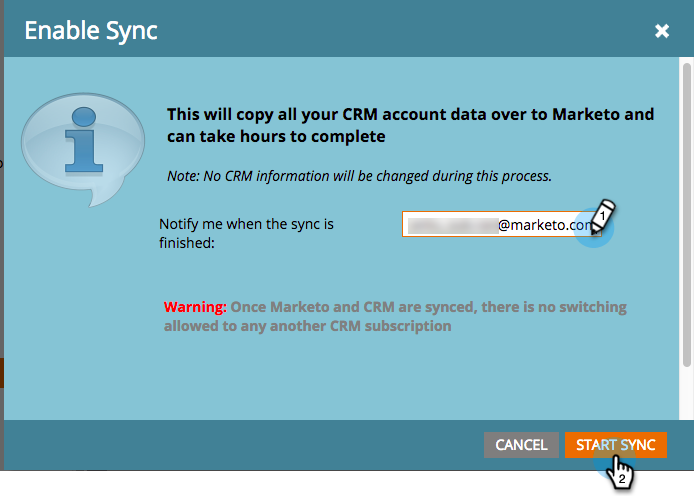 Enable Sync
This will copy all your CRM account data over to Marketo and
can take hours to complete
Note: No CRM information will be changed during this process.
Notify me when the sync is
finished:
@marketo.com
1
Warning: Once Marketo and CRM are synced, there is no switching
allowed to any another CRM subscription
CANCEL
START SYNC
2